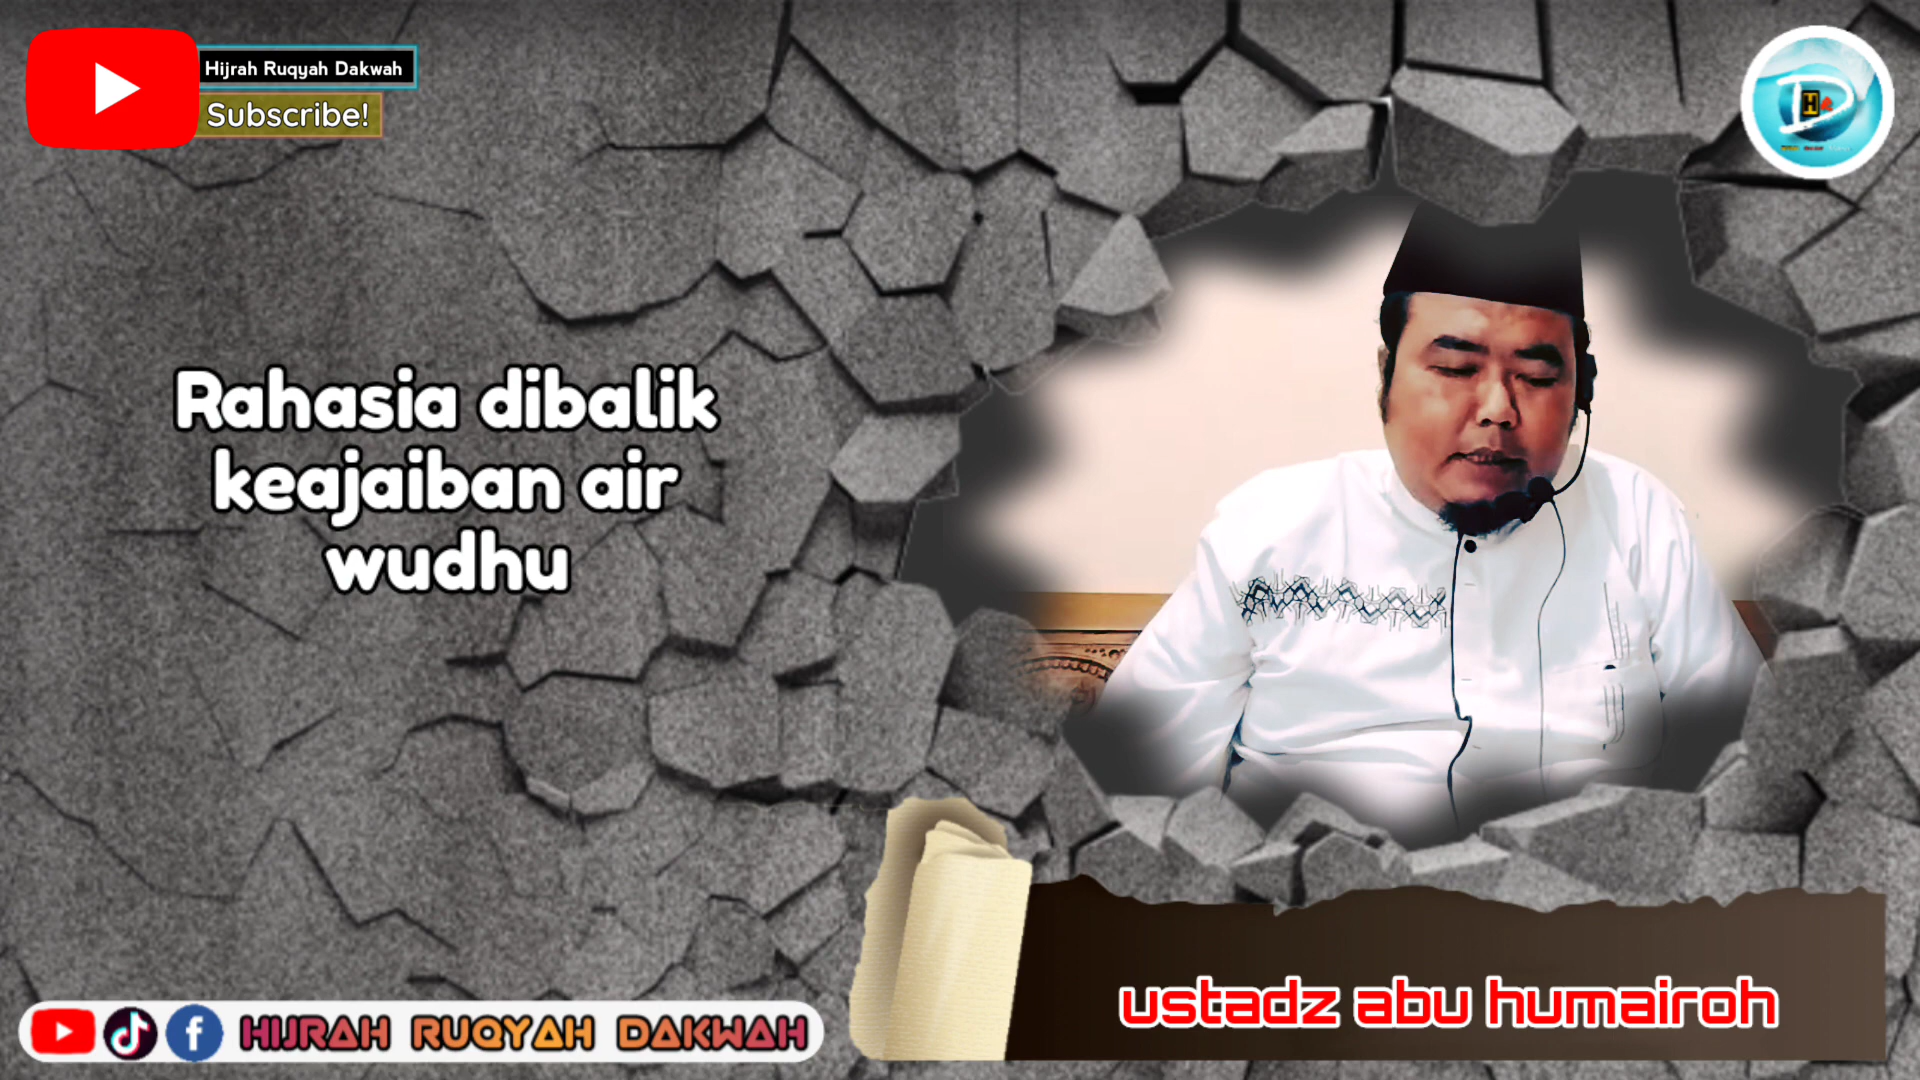 Hijrah Ruqyah Dakwah
Subscribe!
Rahasia dibalik
keajaiban air
wudhu
ustadz abu humairoh
HIJRAH RUQYAH DAKWAH